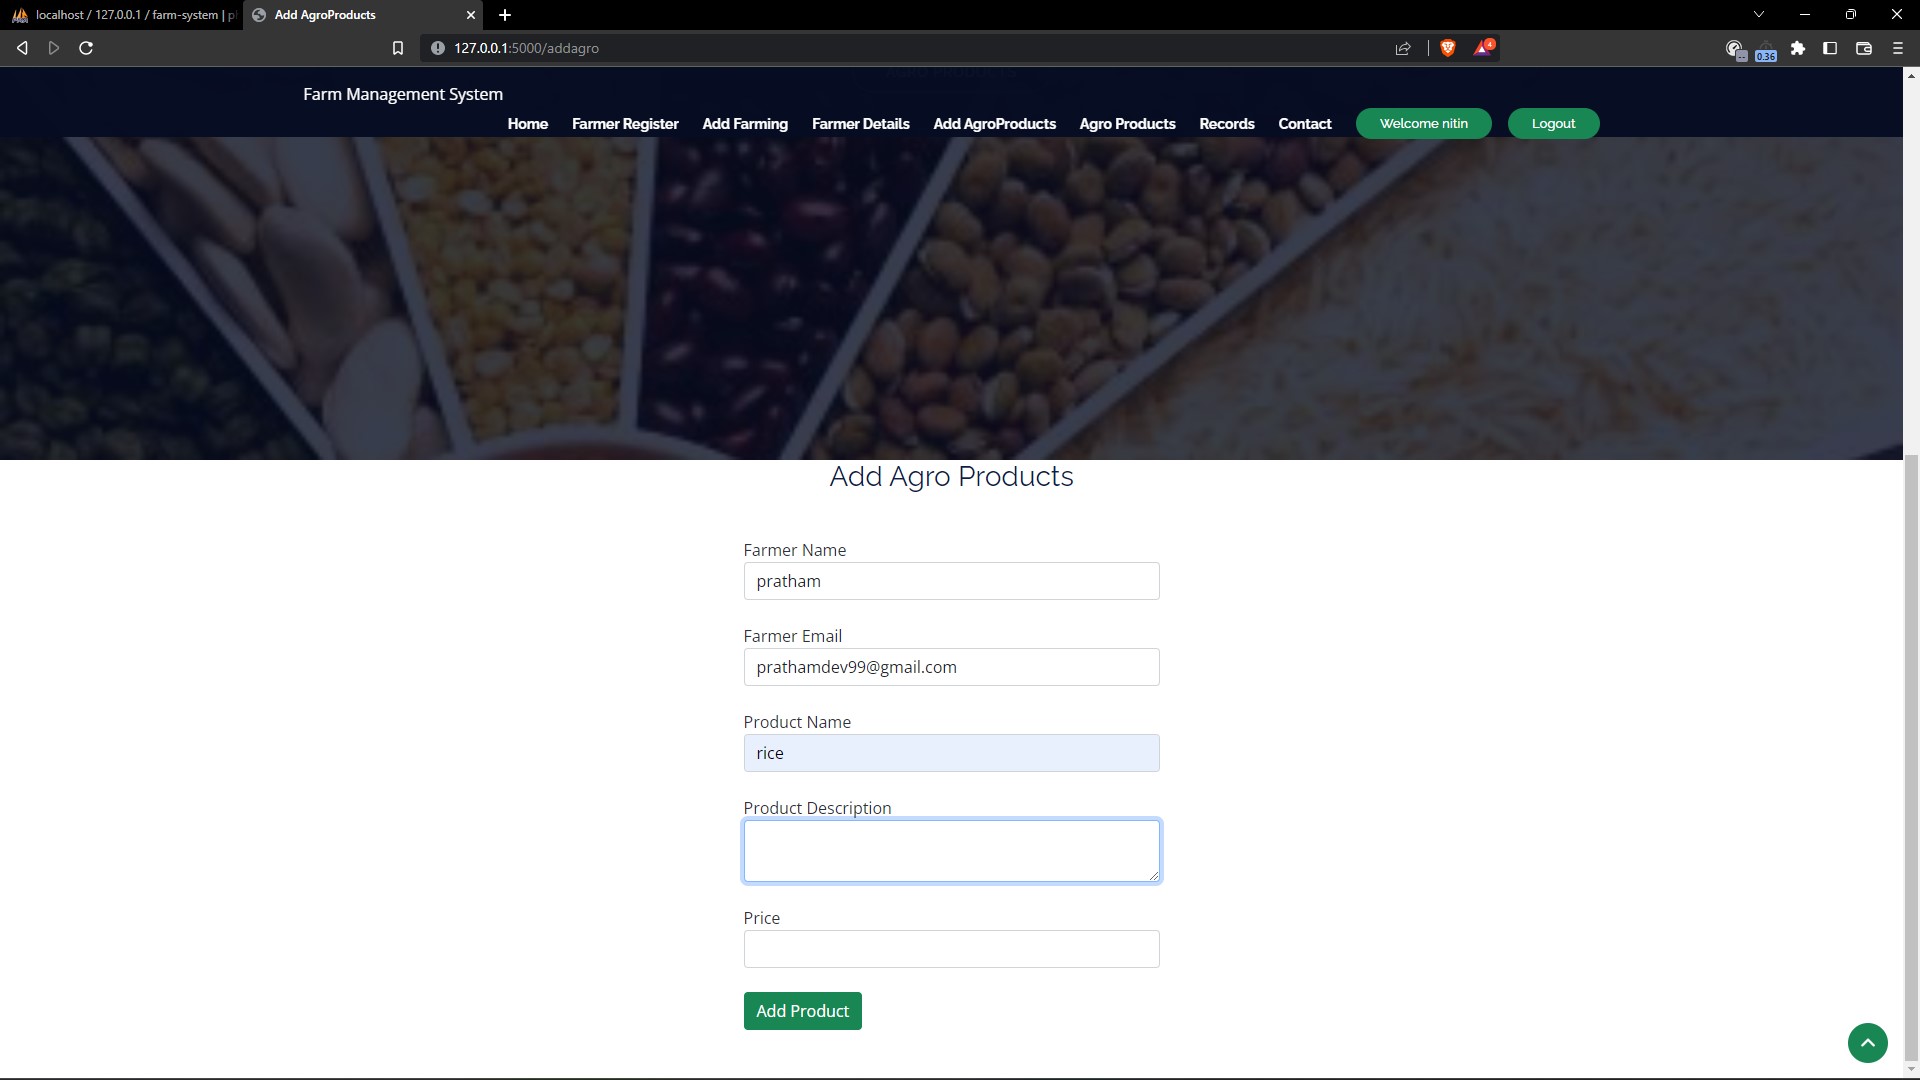 localhost / 127.0.0.1 / farm-system |
Add AgroProducts
127.0.0.1:5000/addagro
4
0.36
Farm Management System
Home
Farmer Register
Add Farming
Farmer Details
Add AgroProducts
Agro Products
Records
Contact
Welcome nitin
Logout
Add Agro Products
Farmer Name
pratham
Farmer Email
prathamdev99@gmail.com
Product Name
rice
Product Description
Price
Add Product